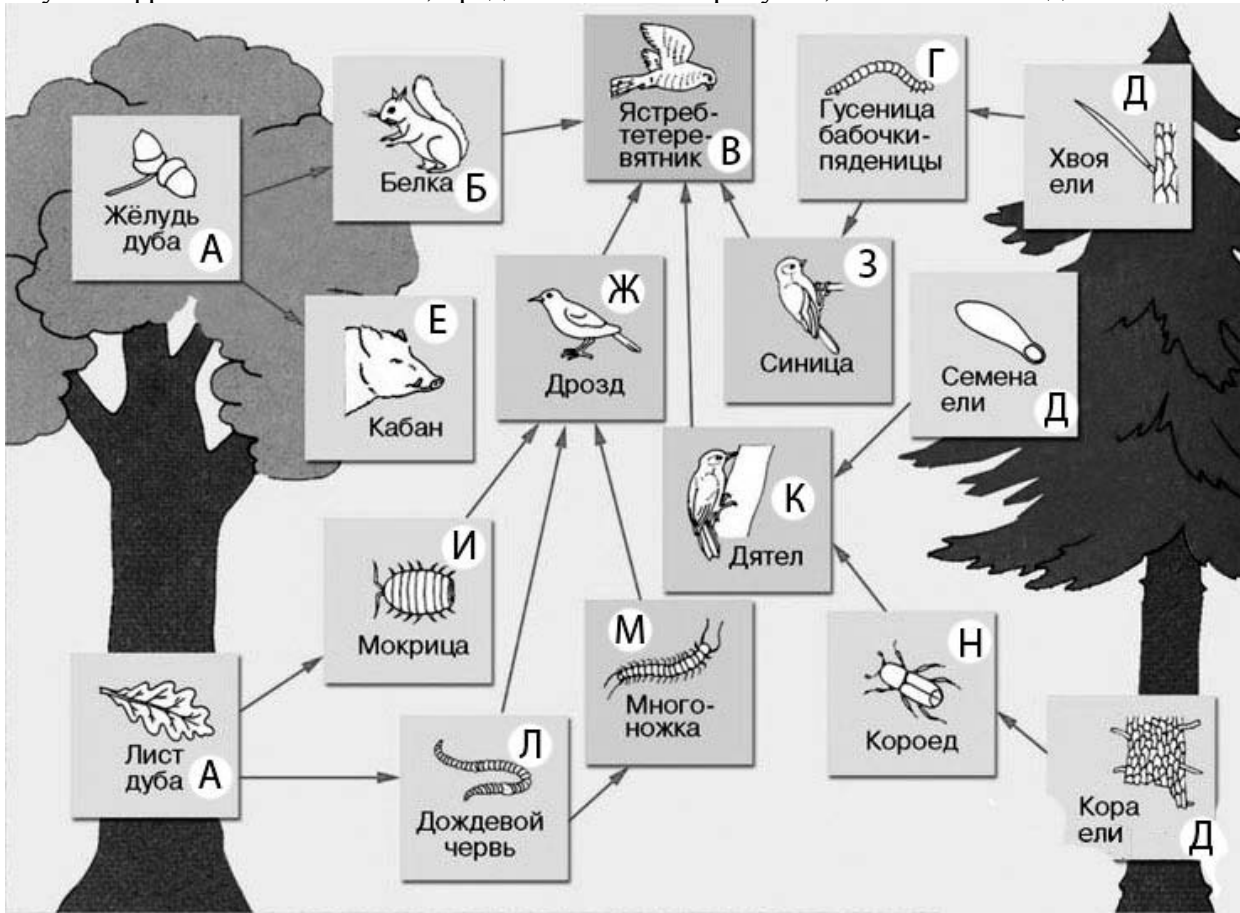 Ястреб-
тетере-
вятник
В
Г
Гусеница
бабочки-
пяденицы
Д
Хвоя
ели
Белка
Б
Жёлудь
дуба
А
Е
Кабан
Ж
Дрозд
З
Синица
Семена
ели
Д
К
Дятел
И
Мокрица
М
Много-
ножка
Н
Короед
Лист
дуба
А
Л
Дождевой
червь
Кора
ели
Д